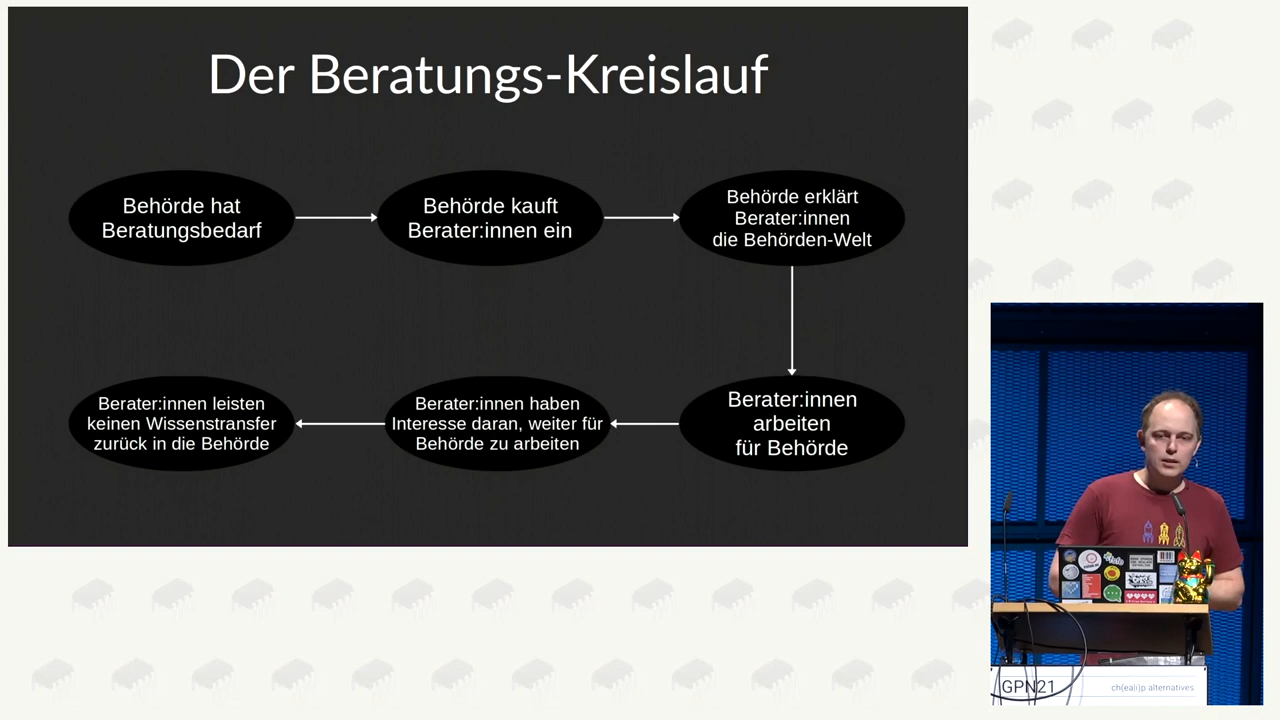 Der Beratungs-Kreislauf
Behörde hat
Beratungsbedarf
Behörde kauft
Berater:innen ein
Behörde erklärt
Berater:innen
die Behörden-Welt
Berater:innen
arbeiten
für Behörde
Berater:innen haben
Interesse daran, weiter für
Behörde zu arbeiten
Berater:innen leisten
keinen Wissenstransfer
zurück in die Behörde
GPN21
ch(ea(i)p alternatives